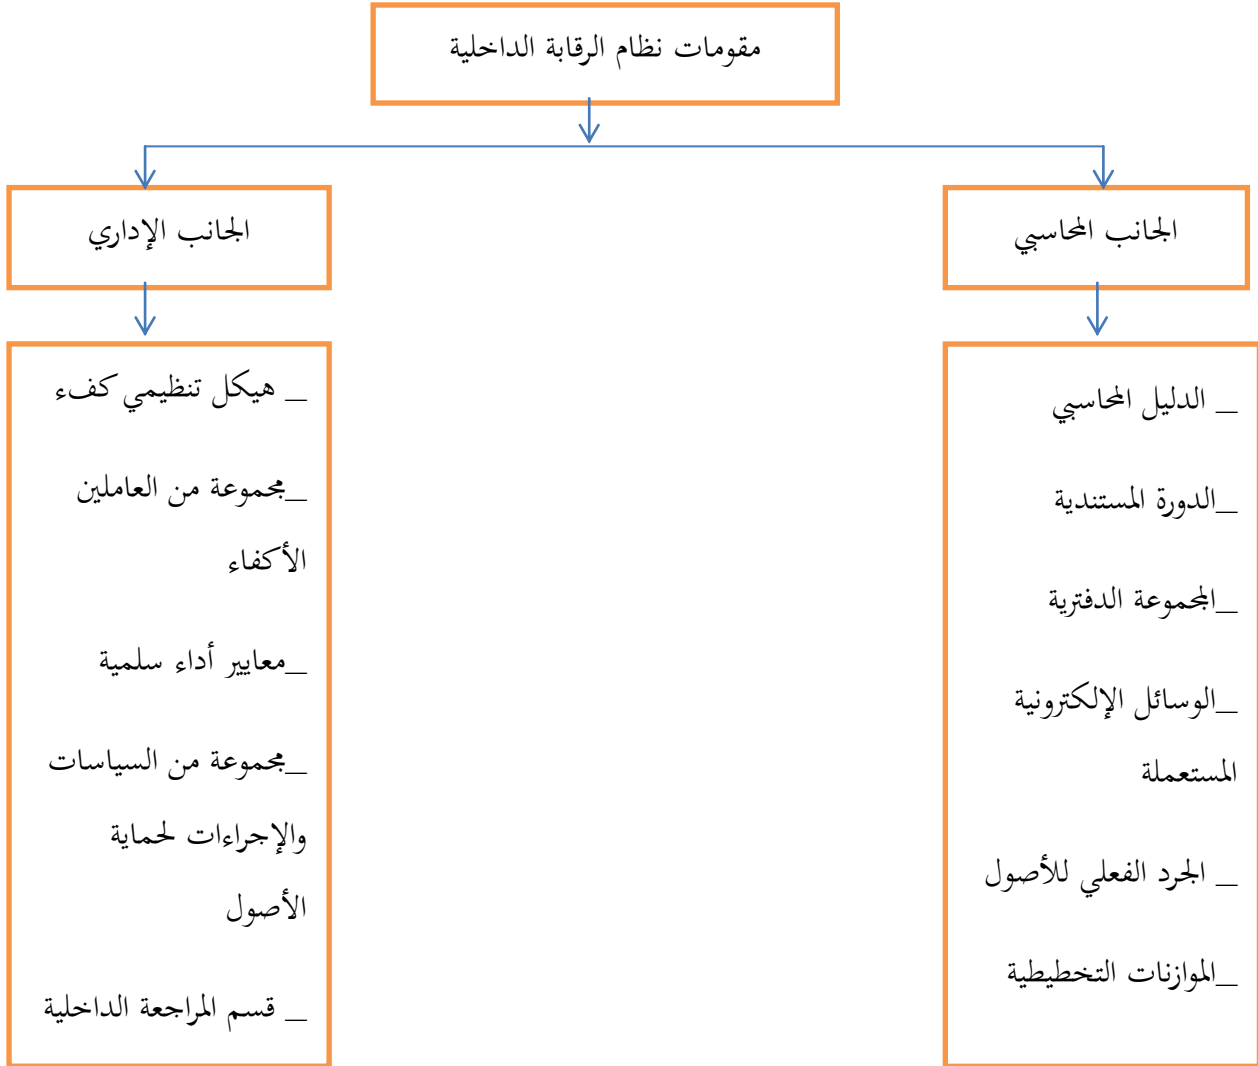 مقومات نظام الرقابة الداخلية
الجانب المحاسبي
الجانب الإداري
_ الدليل المحاسبي
_الدورة المستندية
_المجموعة الدفترية
_الوسائل الإلكترونية
المستعملة
_ الجرد الفعلي للأصول
_الموازنات التخطيطية
_ هيكل تنظيمي كفء
_مجموعة من العاملين
الأكفاء
_معايير أداء سلمية
_مجموعة من السياسات
والإجراءات لحماية
الأصول
_ قسم المراجعة الداخلية